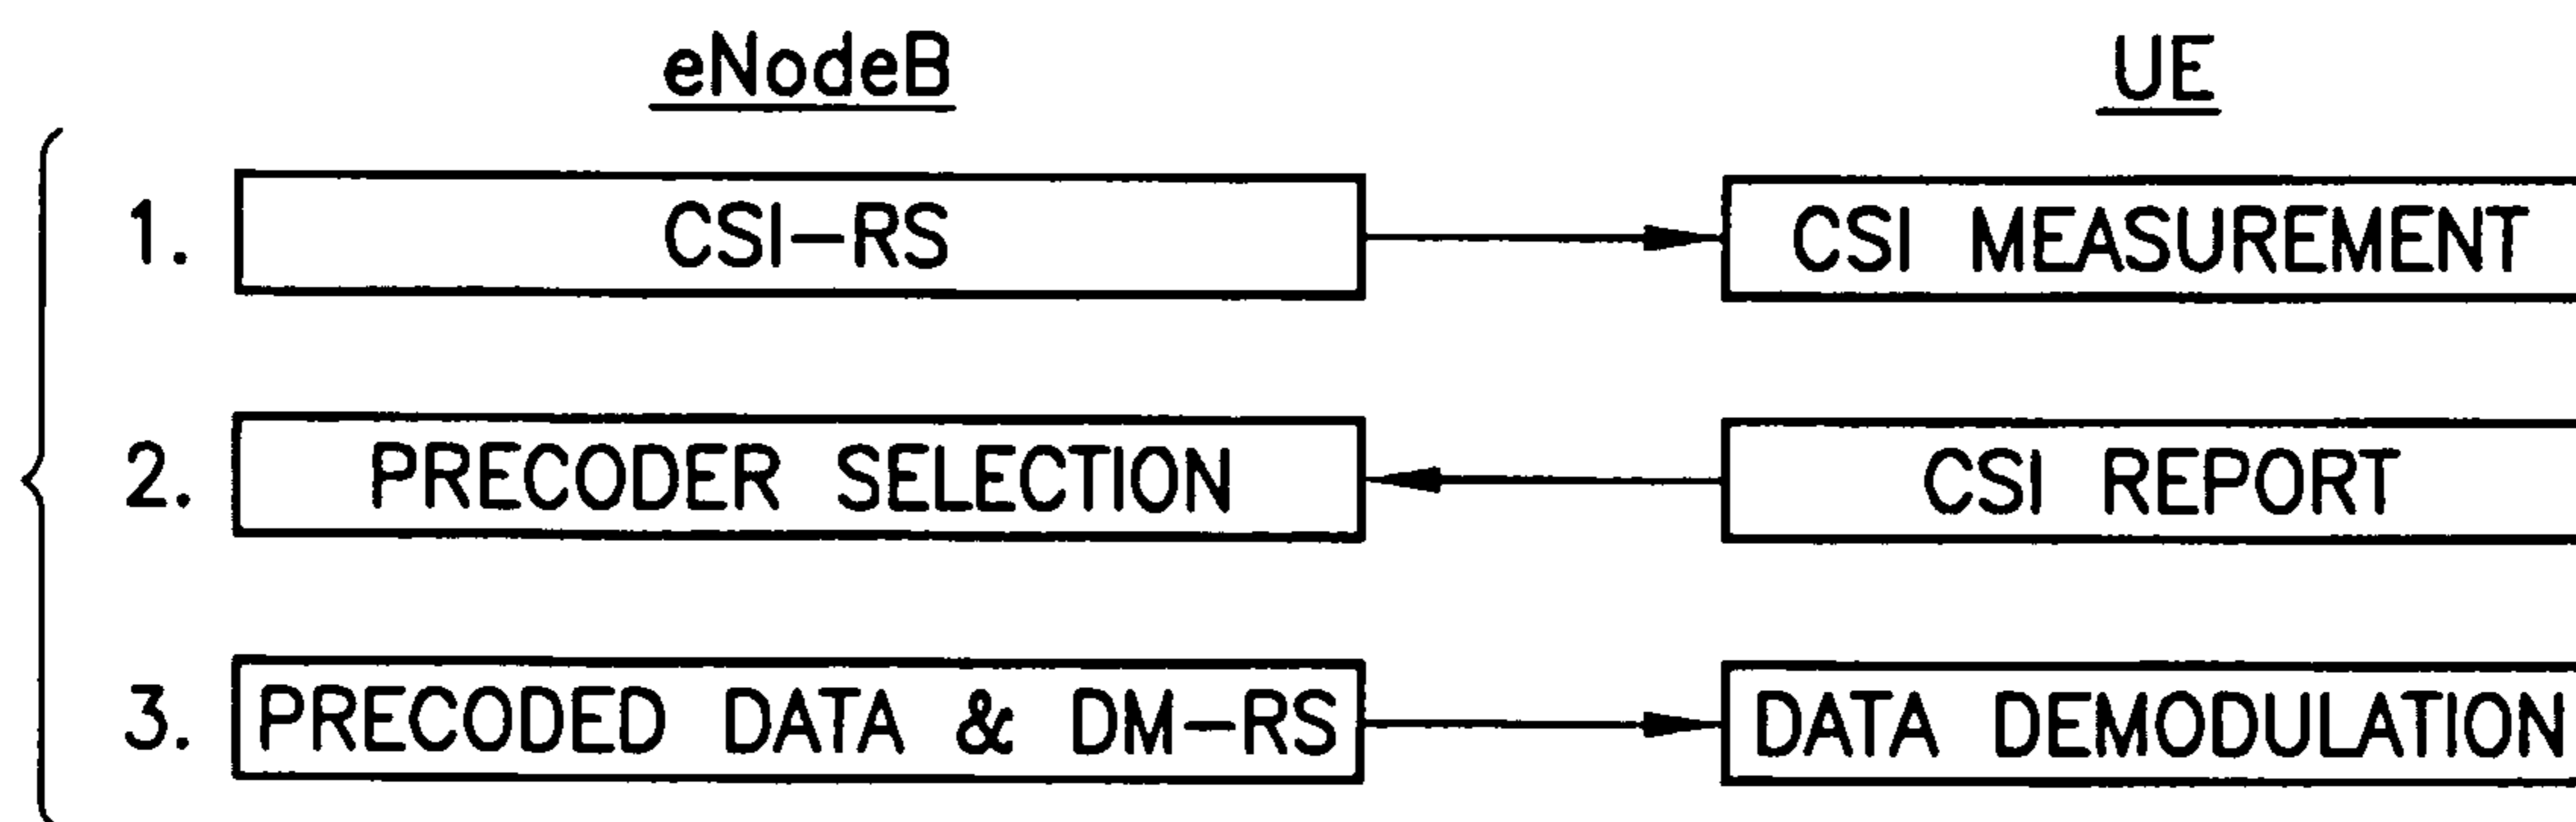 eNodeB UE
1. CSI-RS CSI MEASUREMENT
2. PRECODER SELECTION CSI REPORT
3. PRECODED DATA & DM-RS DATA DEMODULATION